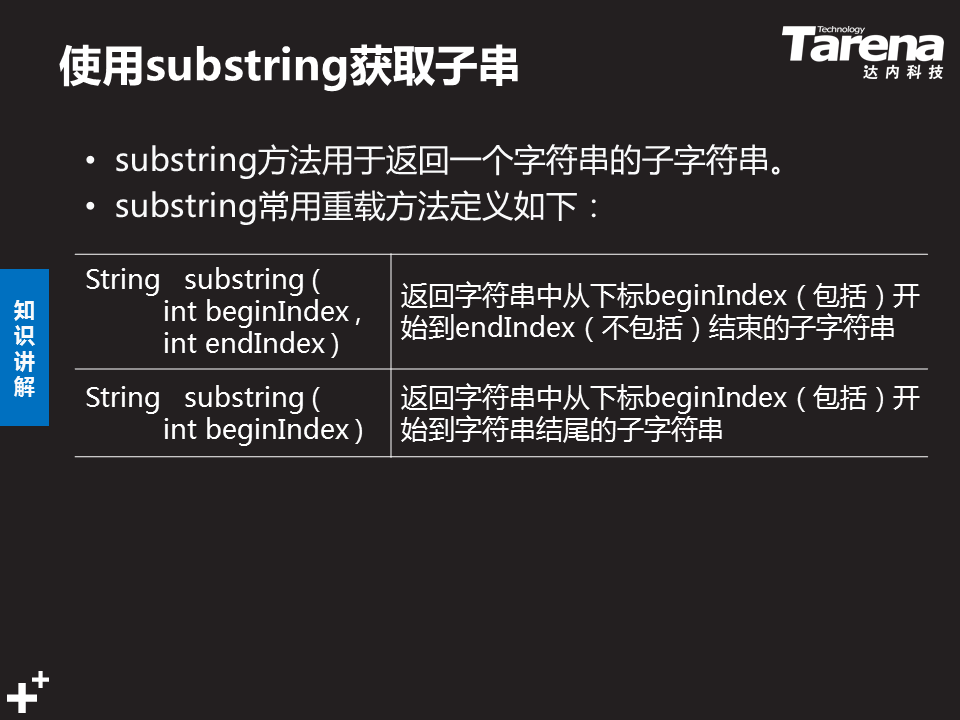 使用substring获取子串
Technology
Tarena
达内科技
• substring方法用于返回一个字符串的子字符串。
• substring常用重载方法定义如下：
String substring (
int beginIndex ,
int endIndex )
返回字符串中从下标beginIndex（包括）开
始到endIndex（不包括）结束的子字符串
String substring (
int beginIndex )
返回字符串中从下标beginIndex（包括）开
始到字符串结尾的子字符串
知
识
讲
解